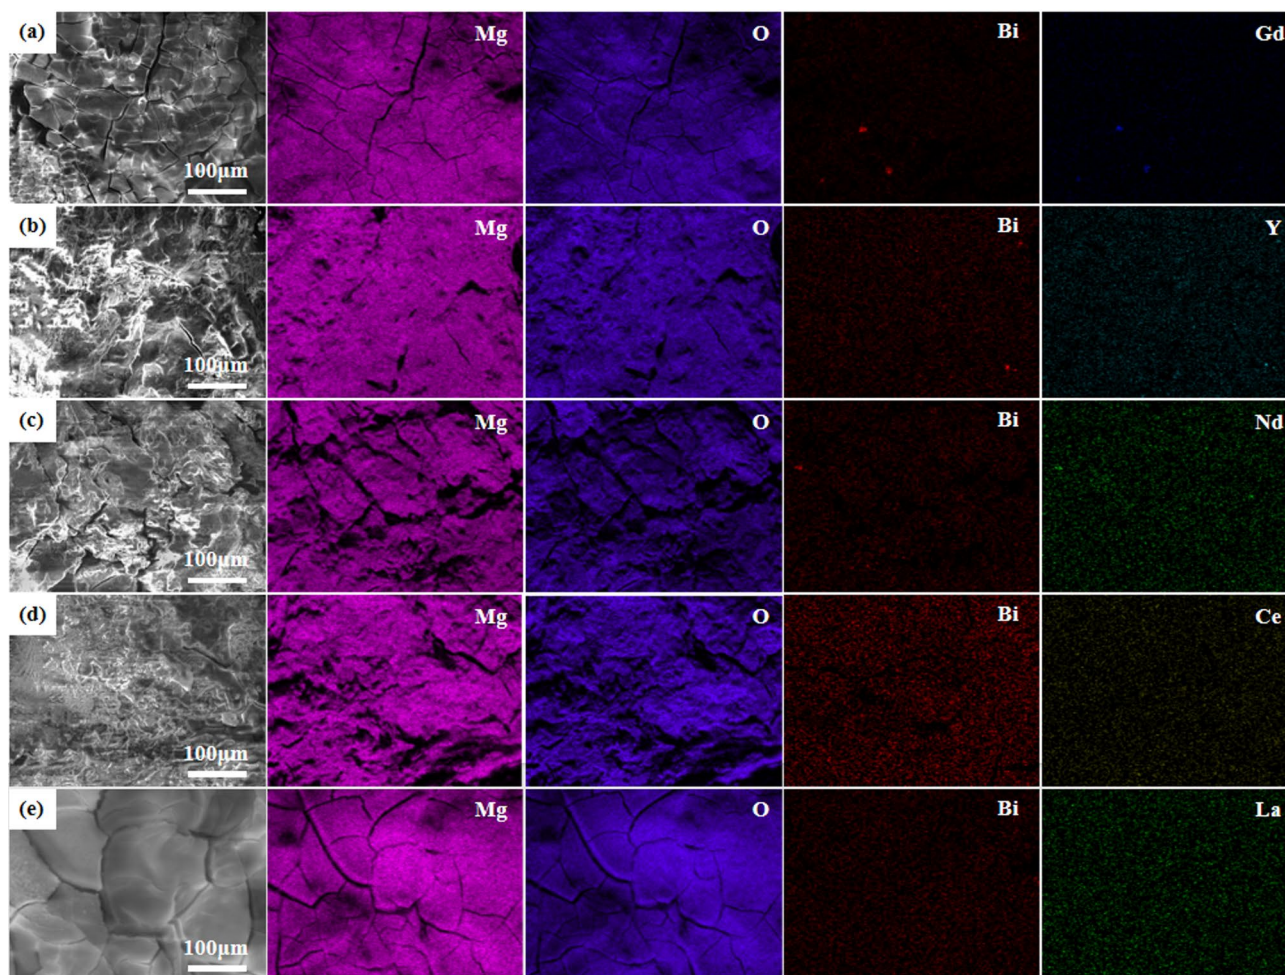 (a) Mg O Bi Gd
100μm
(b) Mg O Bi Y
100μm
(c) Mg O Bi Nd
100μm
(d) Mg O Bi Ce
100μm
(e) Mg O Bi La
100μm